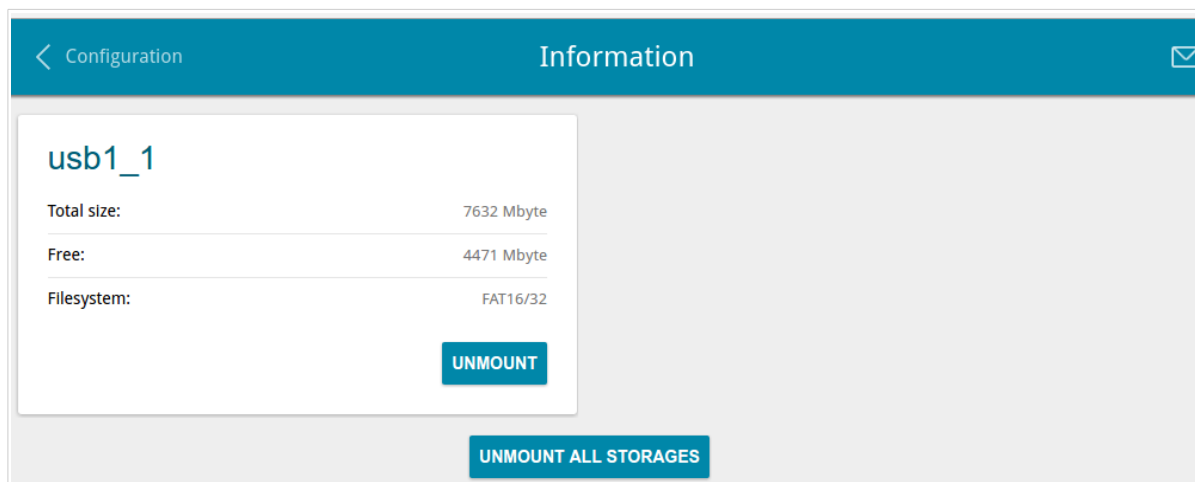 Configuration
Information
usb1_1
Total size: 7632 Mbyte
Free: 4471 Mbyte
Filesystem: FAT16/32
UNMOUNT
UNMOUNT ALL STORAGES